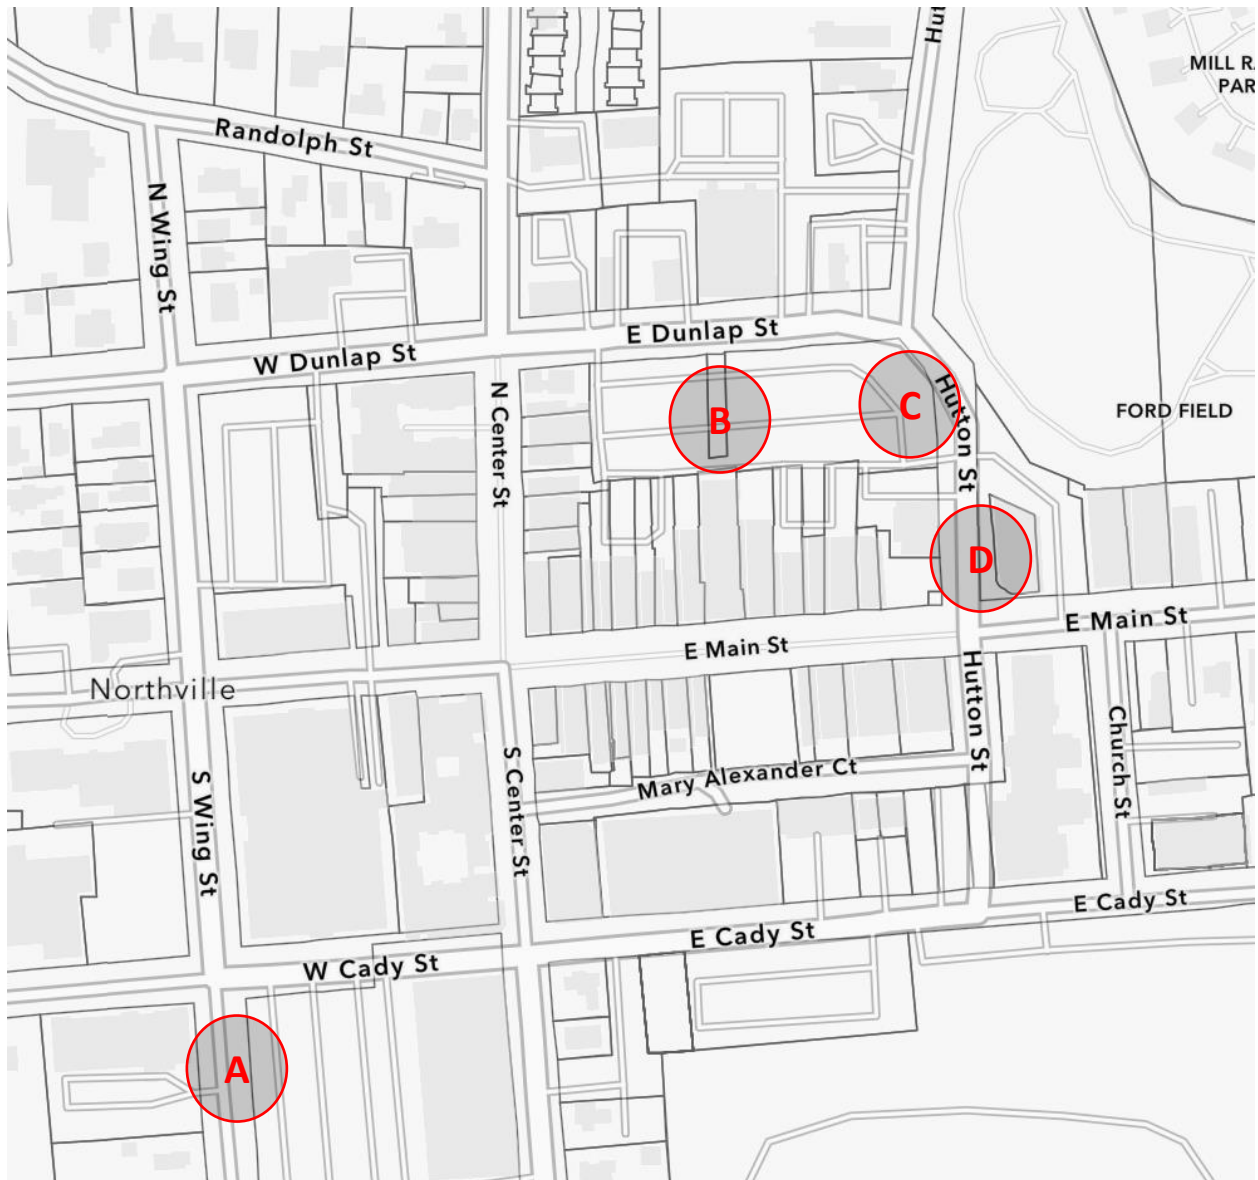 Hu
MILL R
PAR
Randolph St
N Wing St
E Dunlap St
W Dunlap St
N Center St
B
C
Hutton St
FORD FIELD
D
E Main St
E Main St
Northville
Hutton St
Church St
S Wing St
S Center St
Mary Alexander Ct
E Cady St
E Cady St
W Cady St
A